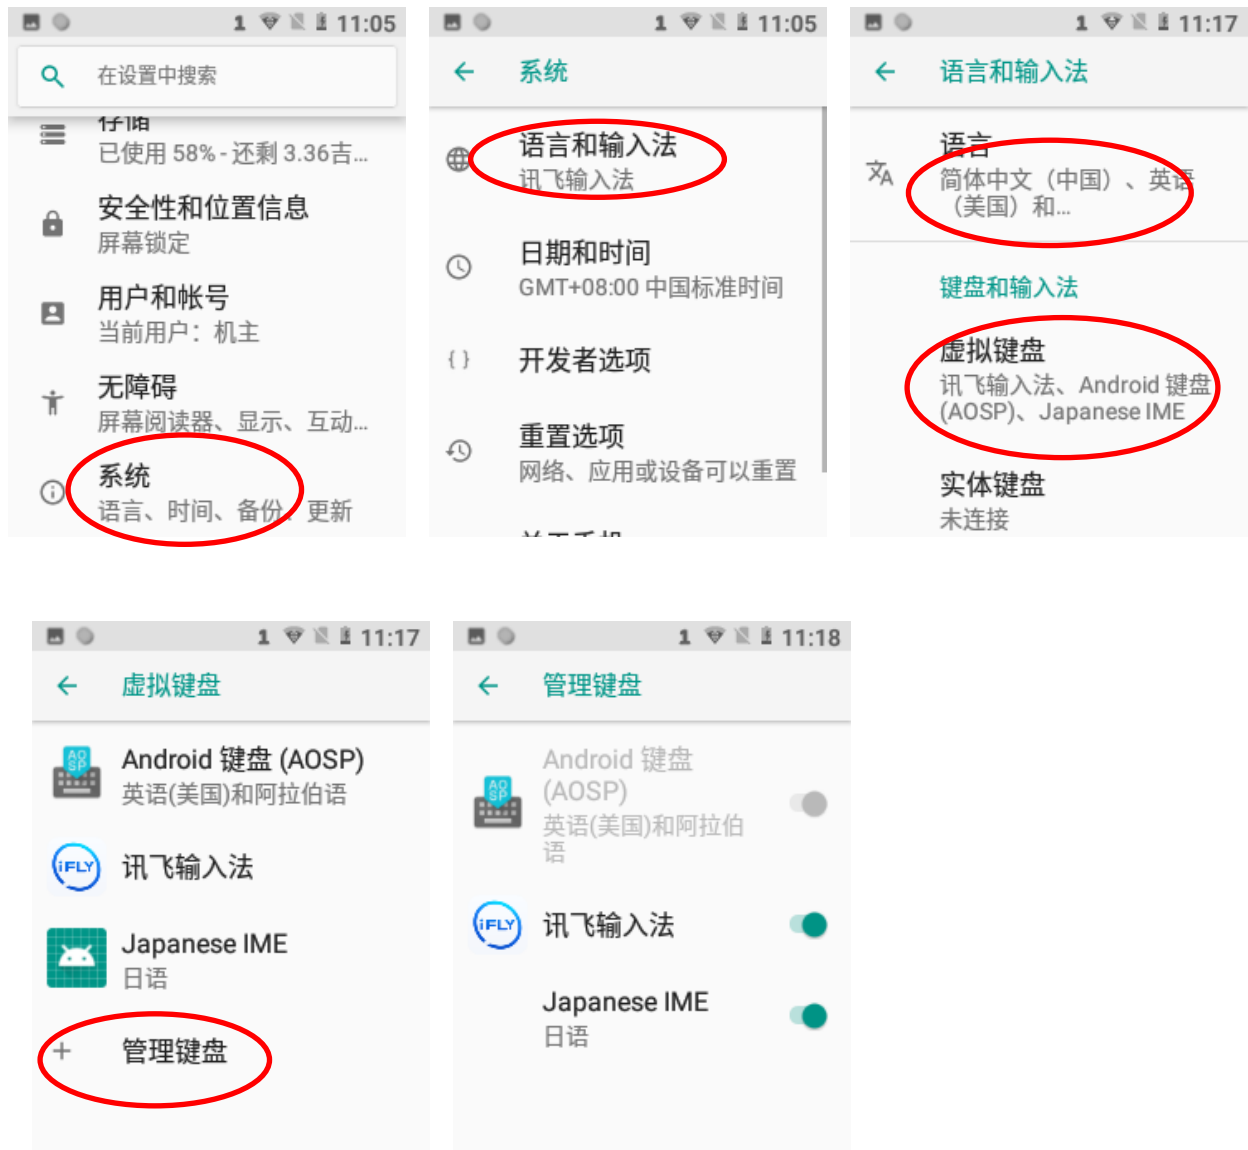 1 11:05
在设置中搜索
存储
已使用 58% - 还剩 3.36吉...
安全性和位置信息
屏幕锁定
用户和帐号
当前用户：机主
无障碍
屏幕阅读器、显示、互动...
系统
语言、时间、备份、更新
1 11:05
系统
语言和输入法
讯飞输入法
日期和时间
GMT+08:00 中国标准时间
{ } 开发者选项
重置选项
网络、应用或设备可以重置
关于手机
1 11:17
语言和输入法
语言
简体中文（中国）、英语
（美国）和...
键盘和输入法
虚拟键盘
讯飞输入法、Android 键盘
(AOSP)、Japanese IME
实体键盘
未连接
1 11:17
虚拟键盘
AOSP
Android 键盘 (AOSP)
英语(美国)和阿拉伯语
iFLY
讯飞输入法
Japanese IME
日语
+ 管理键盘
1 11:18
管理键盘
AOSP
Android 键盘
(AOSP)
英语(美国)和阿拉伯
语
iFLY
讯飞输入法
Japanese IME
日语